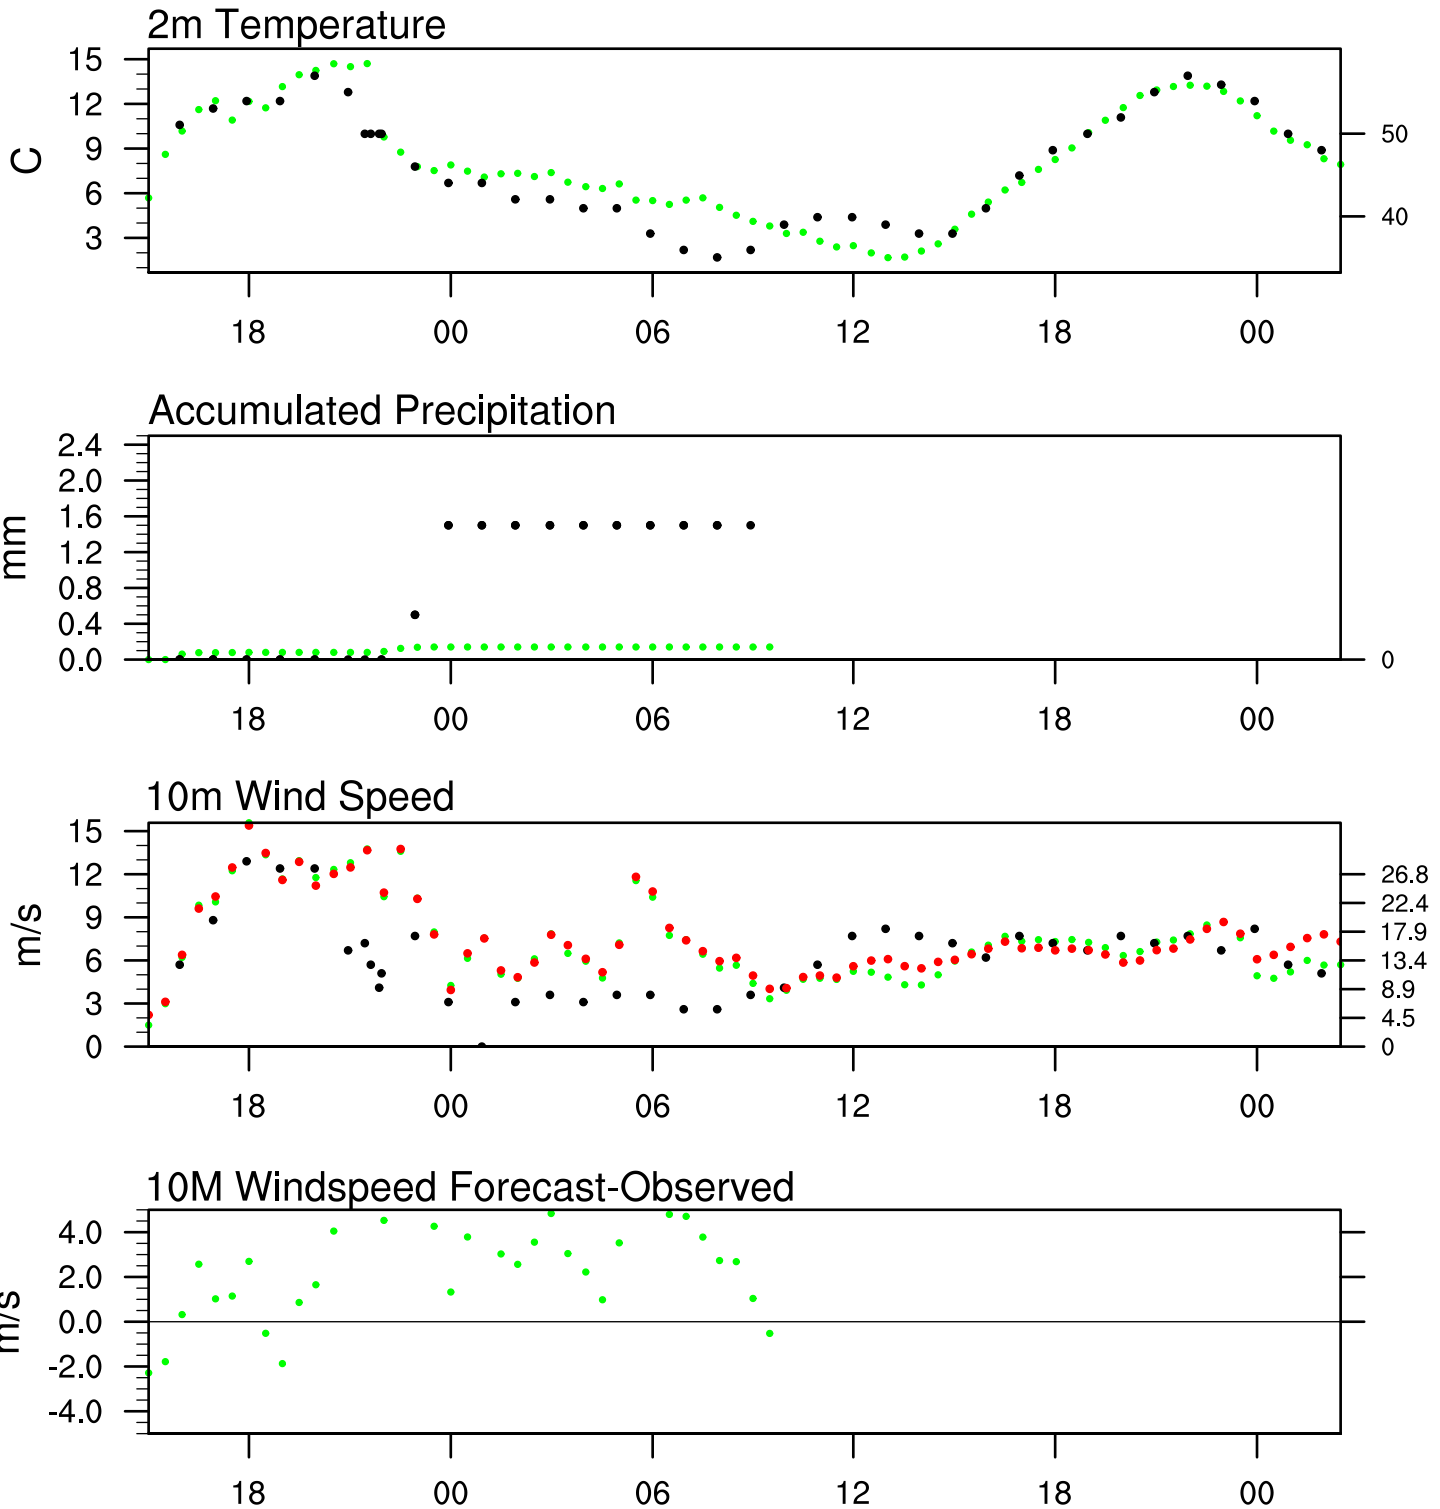 2m Temperature
15
12
9
6
3
C
50
40
18 00 06 12 18 00
Accumulated Precipitation
2.4
2.0
1.6
1.2
0.8
0.4
0.0
mm
0
18 00 06 12 18 00
10m Wind Speed
15
12
9
6
3
0
m/s
26.8
22.4
17.9
13.4
8.9
4.5
0
18 00 06 12 18 00
10M Windspeed Forecast-Observed
4.0
2.0
0.0
-2.0
-4.0
m/s
18 00 06 12 18 00